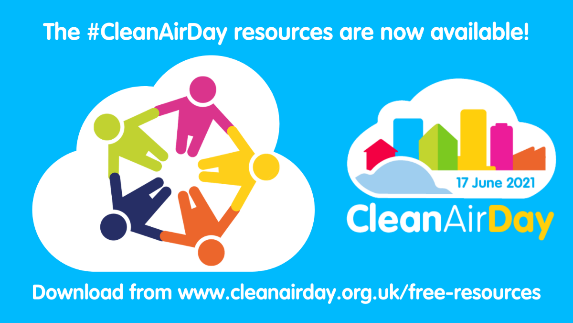 The #CleanAirDay resources are now available!
17 June 2021
CleanAirDay
Download from www.cleanairday.org.uk/free-resources